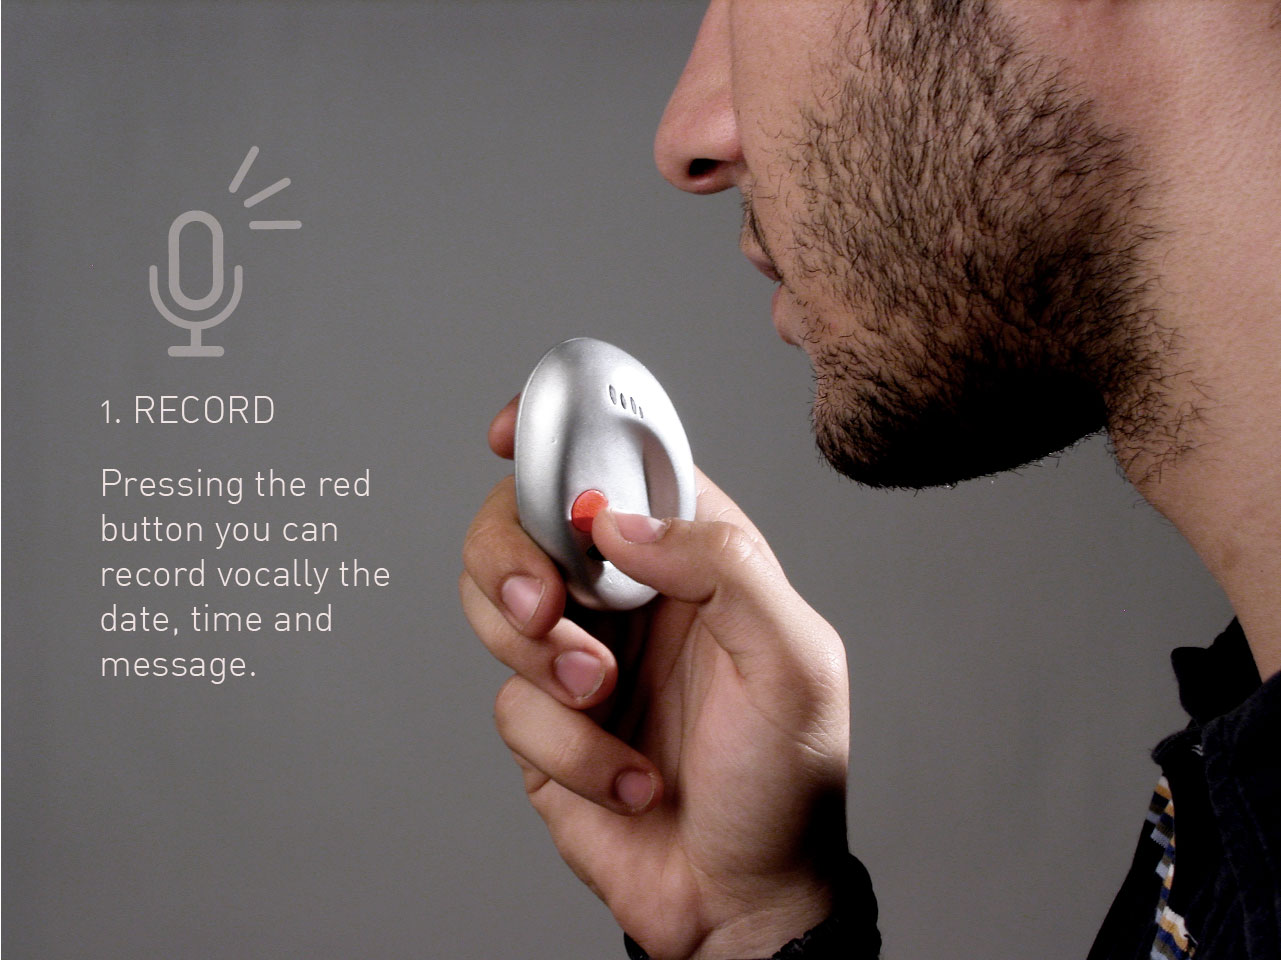 1. RECORD
Pressing the red
button you can
record vocally the
date, time and
message.